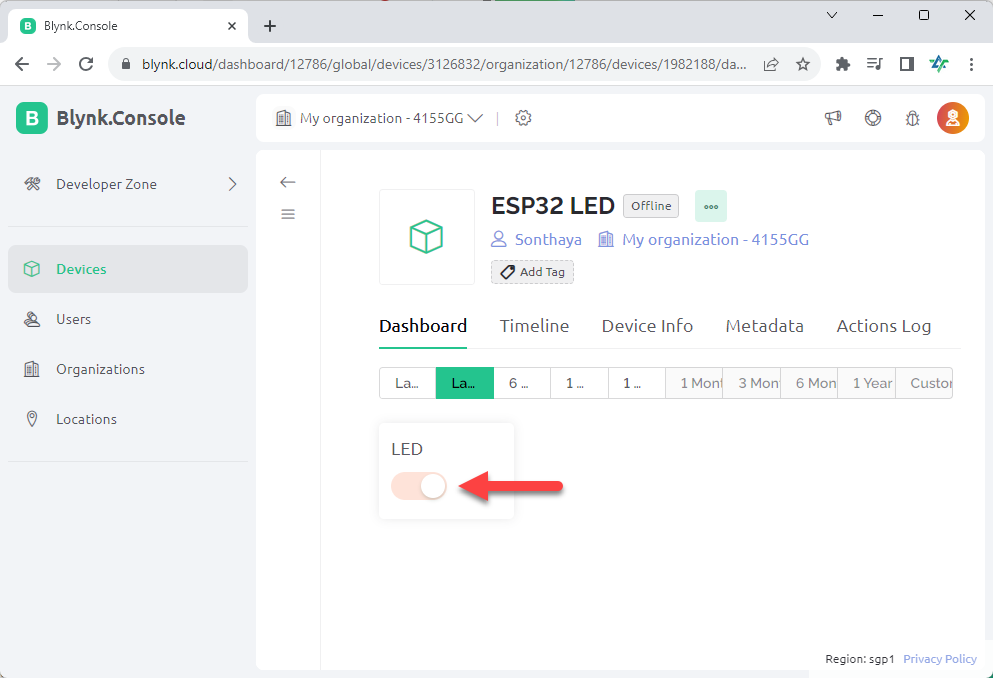 B Blynk.Console
blynk.cloud/dashboard/12786/global/devices/3126832/organization/12786/devices/1982188/da...
B Blynk.Console
My organization - 4155GG
Developer Zone
Devices
Users
Organizations
Locations
ESP32 LED Offline
Sonthaya My organization - 4155GG
Add Tag
Dashboard Timeline Device Info Metadata Actions Log
La... La... 6 ... 1 ... 1 ... 1 Mont 3 Mon 6 Mon 1 Year Custor
LED
Region: sgp1 Privacy Policy